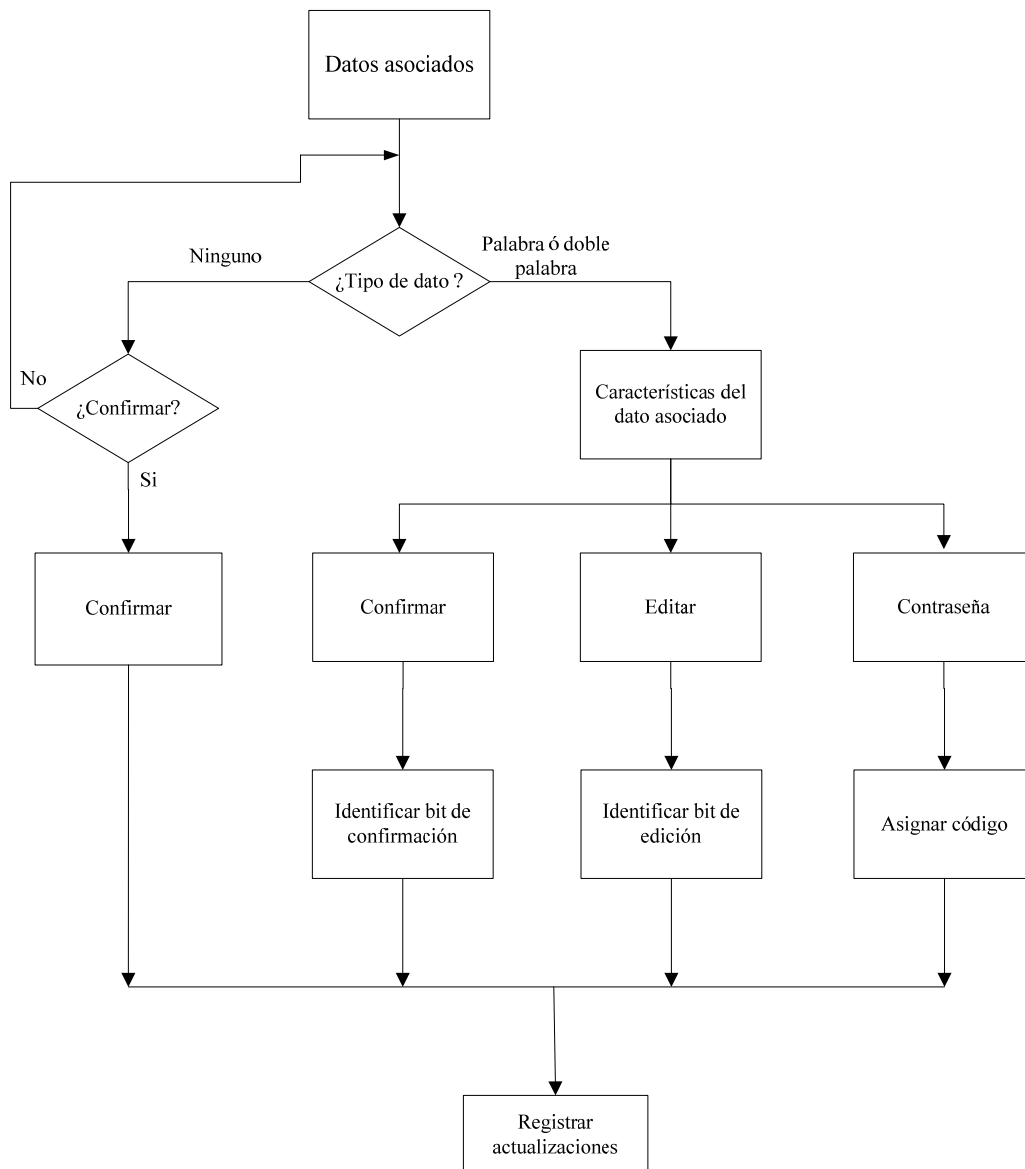 Datos asociados
Ninguno
Palabra ó doble
palabra
¿Tipo de dato ?
No
¿Confirmar?
Si
Características del
dato asociado
Confirmar
Confirmar
Editar
Contraseña
Identificar bit de
confirmación
Identificar bit de
edición
Asignar código
Registrar
actualizaciones